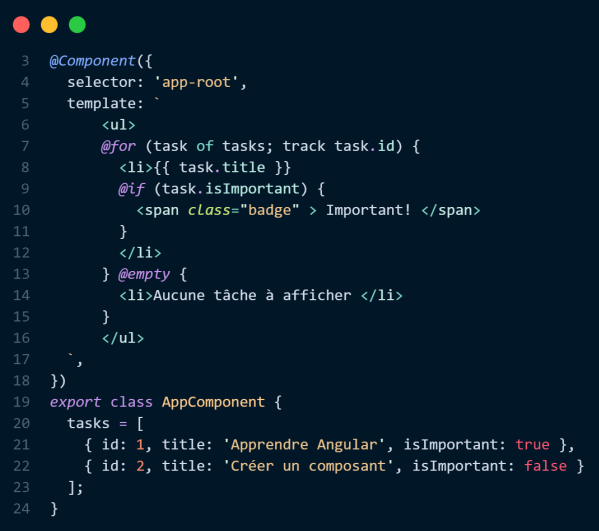 3 @Component({
4   selector: 'app-root',
5   template: `
6       <ul>
7       @for (task of tasks; track task.id) {
8         <li>{{ task.title }}
9         @if (task.isImportant) {
10           <span class="badge" > Important! </span>
11         }
12         </li>
13       } @empty {
14         <li>Aucune tâche à afficher </li>
15       }
16       </ul>
17   `,
18 })
19 export class AppComponent {
20   tasks = [
21     { id: 1, title: 'Apprendre Angular', isImportant: true },
22     { id: 2, title: 'Créer un composant', isImportant: false }
23   ];
24 }